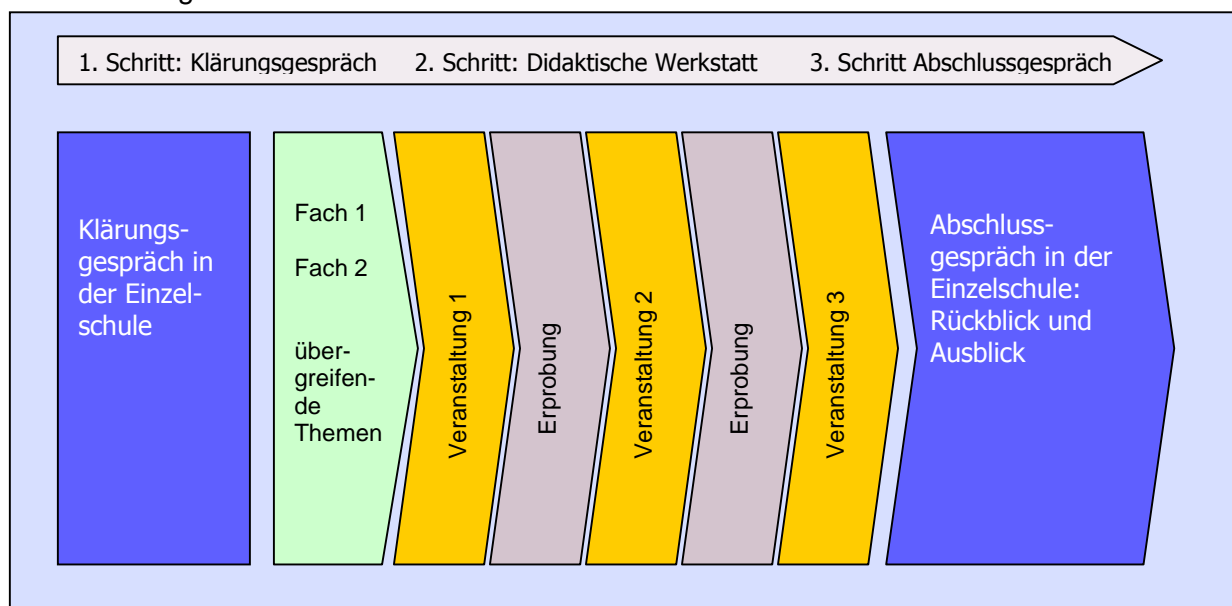 1. Schritt: Klärungsgespräch 2. Schritt: Didaktische Werkstatt 3. Schritt Abschlussgespräch
Klärungs-
gespräch in
der Einzel-
schule
Fach 1
Fach 2
über-
greifen-
de
Themen
Veranstaltung 1
Erprobung
Veranstaltung 2
Erprobung
Veranstaltung 3
Abschluss-
gespräch in der
Einzelschule:
Rückblick und
Ausblick